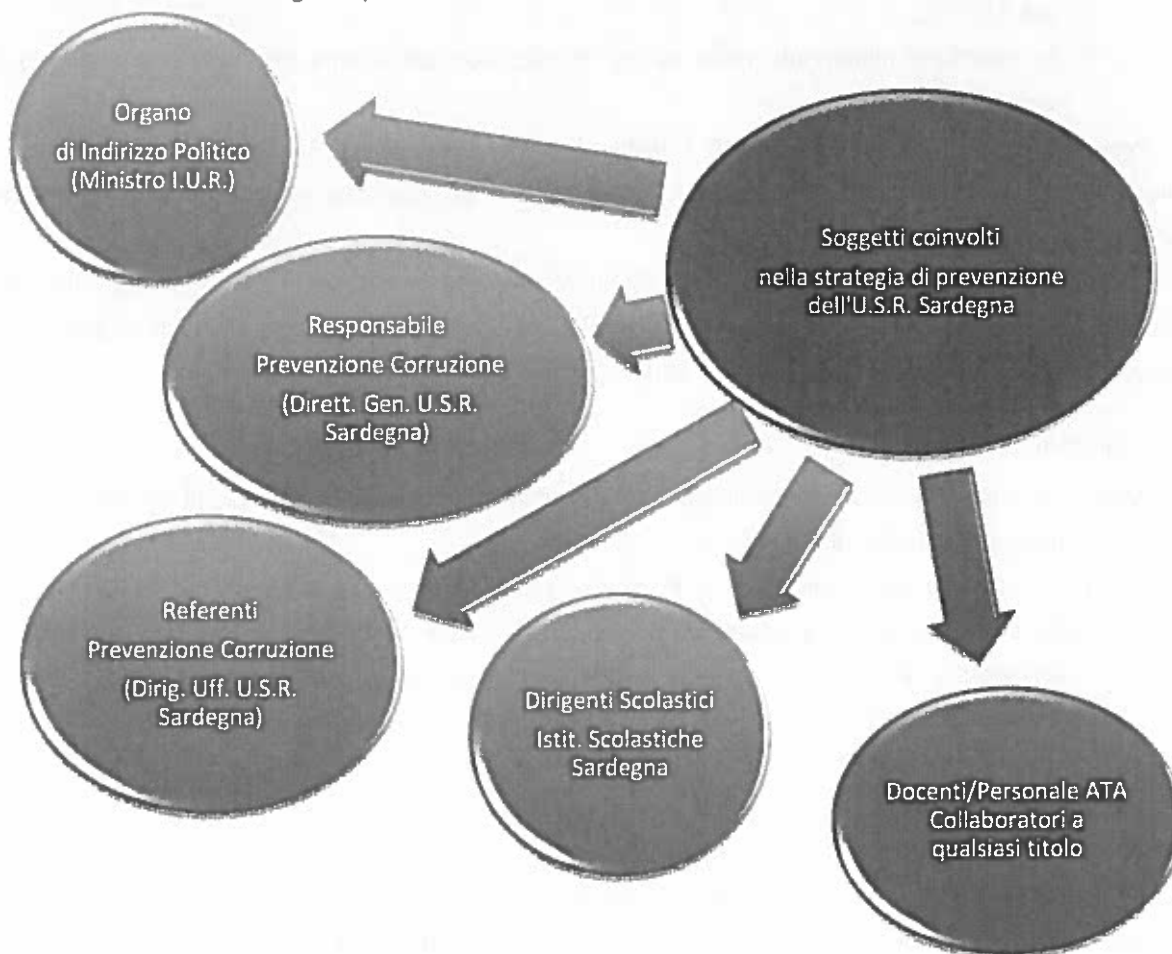 Organo
di Indirizzo Politico
(Ministro I.U.R.)
Soggetti coinvolti
nella strategia di prevenzione
dell'U.S.R. Sardegna
Responsabile
Prevenzione Corruzione
(Dirett. Gen. U.S.R.
Sardegna)
Referenti
Prevenzione Corruzione
(Dirig. Uff. U.S.R.
Sardegna)
Dirigenti Scolastici
Istit. Scolastiche
Sardegna
Docenti/Personale ATA
Collaboratori a
qualsiasi titolo